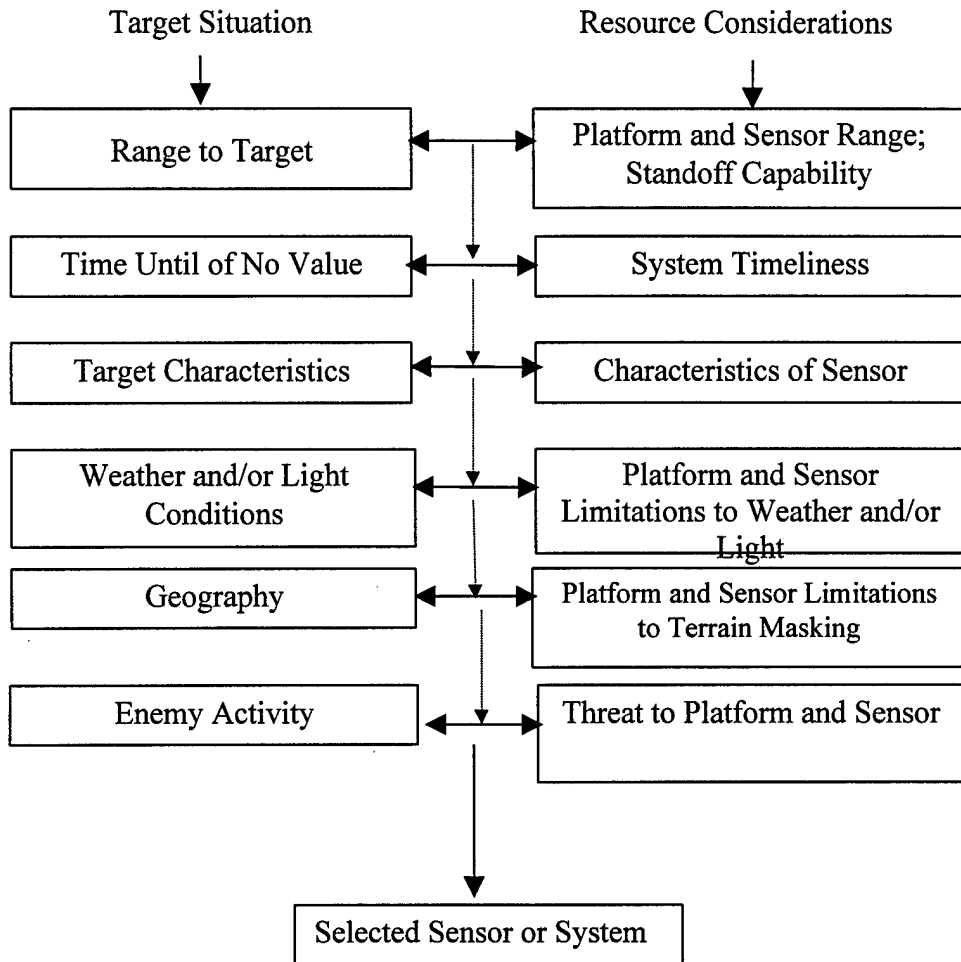 Target Situation
Resource Considerations
Range to Target
Platform and Sensor Range;
Standoff Capability
Time Until of No Value
System Timeliness
Target Characteristics
Characteristics of Sensor
Weather and/or Light
Conditions
Platform and Sensor
Limitations to Weather and/or
Light
Geography
Platform and Sensor Limitations
to Terrain Masking
Enemy Activity
Threat to Platform and Sensor
Selected Sensor or System